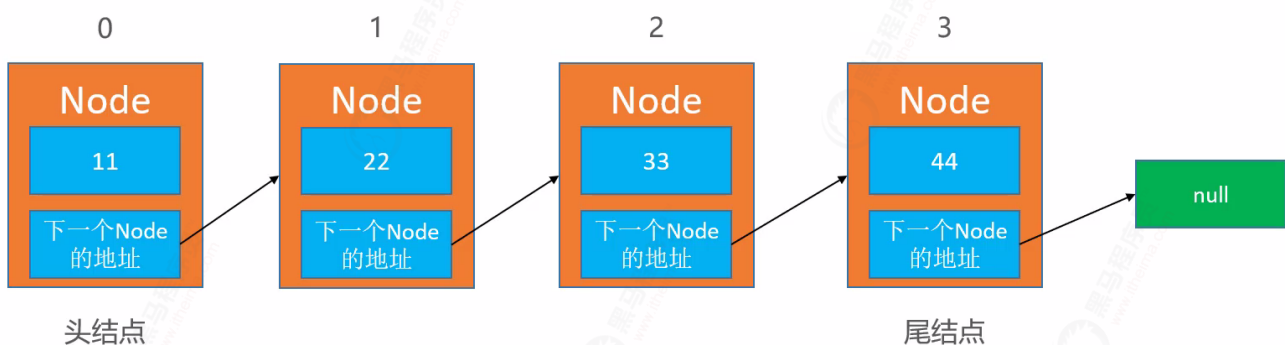 0 1 2 3
Node Node Node Node
11 22 33 44
null
下一个Node 下一个Node 下一个Node 下一个Node
的地址 的地址 的地址 的地址
头结点 尾结点